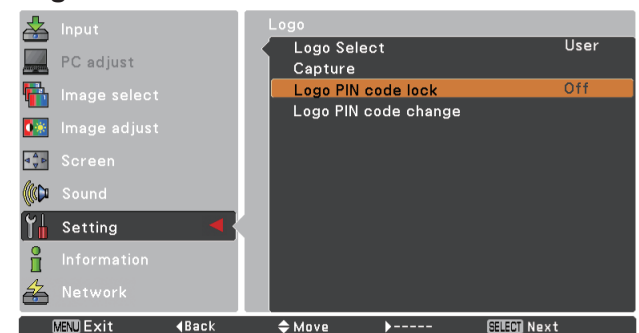 Input
PC adjust
Image select
Image adjust
Screen
Sound
Setting
Information
Network
Logo
Logo Select User
Capture
Logo PIN code lock Off
Logo PIN code change
MENU Exit ◀Back Move ▶----- SELECT Next